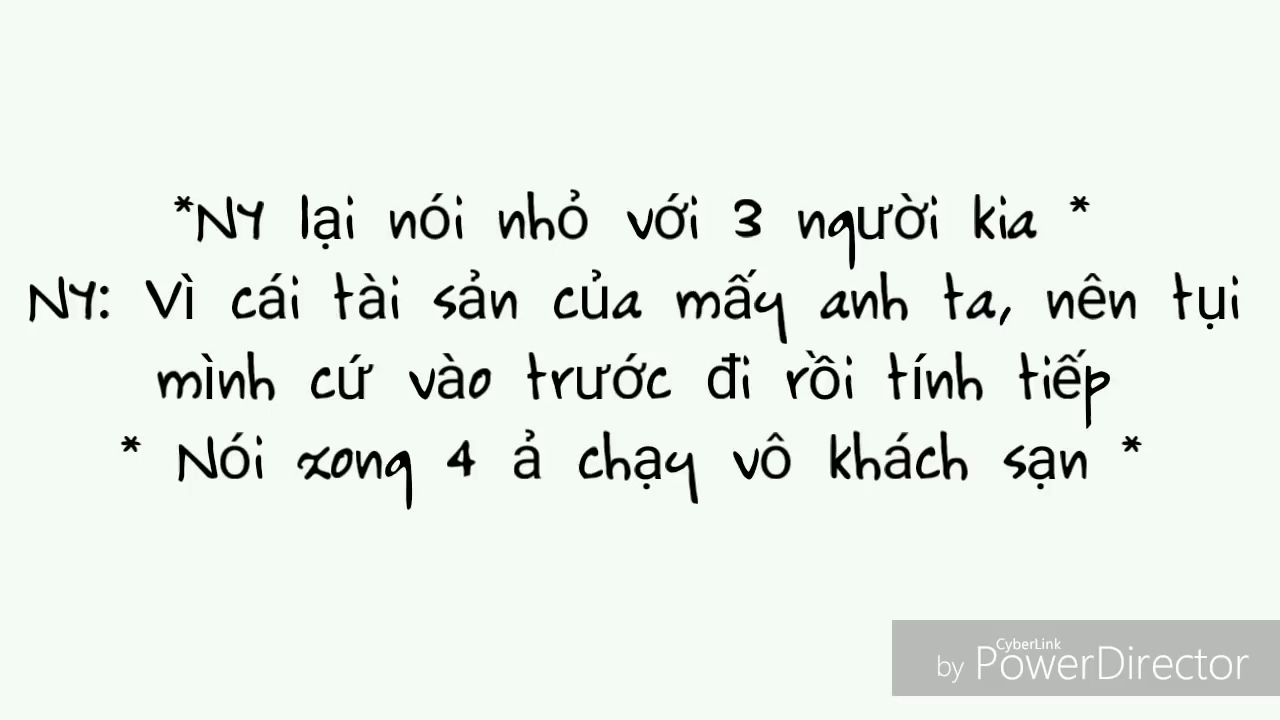 *NY lại nói nhỏ với 3 người kia *
NY: Vì cái tài sản của mấy anh ta, nên tụi
mình cứ vào trước đi rồi tính tiếp
* Nói xong 4 ả chạy vô khách sạn *
CyberLink
by PowerDirector